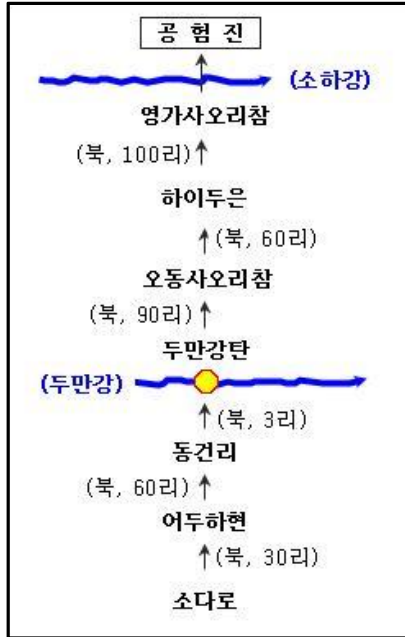 공 험 진
(소하강)
영가사오리참
(북, 100리)
하이두은
(북, 60리)
오동사오리참
(북, 90리)
두만강탄
(두만강)
(북, 3리)
동건리
(북, 60리)
어두하현
(북, 30리)
소다로